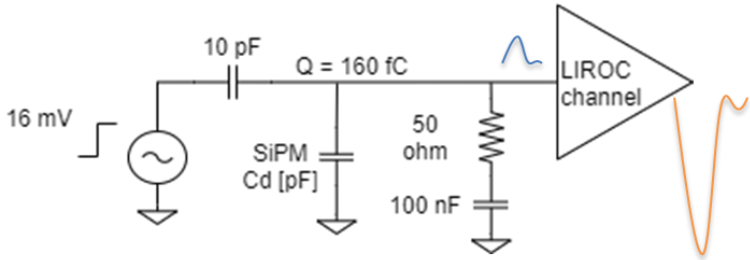 10 pF
Q = 160 fC
LIROC
channel
16 mV
50
ohm
SiPM
Cd [pF]
100 nF